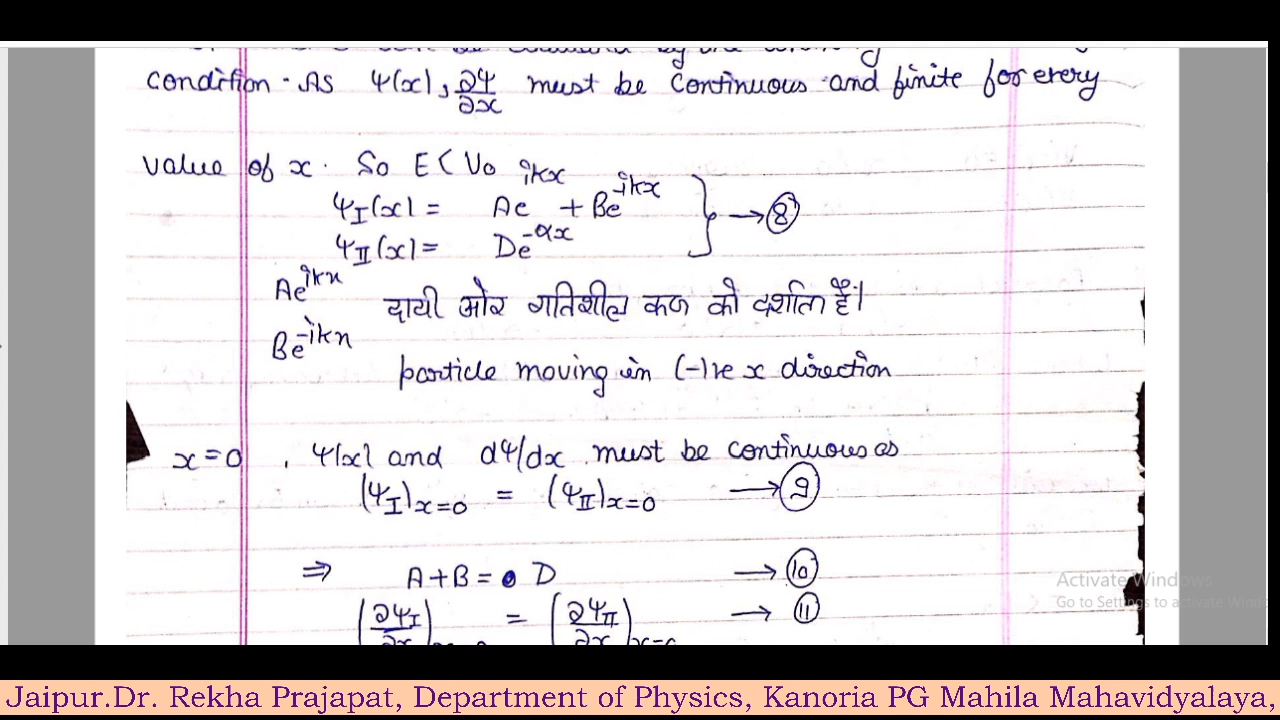 condition. As Ψ(x), ∂Ψ/∂x must be continuous and finite for every
value of x. So E < V₀
Ψ_I(x) = Ae^{ikx} + Be^{-ikx}
→ ⑧
Ψ_II(x) = De^{-αx}
Ae^{ikx} दायी ओर गतिशील कण को दर्शाता है।
Be^{-ikx}
particle moving in (-)ve x direction
x=0, Ψ(x) and dΨ/dx must be continuous as
(Ψ_I)_{x=0} = (Ψ_II)_{x=0} → ⑨
⇒ A+B = D → ⑩
(∂Ψ_I/∂x) = (∂Ψ_II/∂x)_{x=0} → ⑪
Activate Windows
Go to Settings to activate Windows
Jaipur.Dr. Rekha Prajapat, Department of Physics, Kanoria PG Mahila Mahavidyalaya,